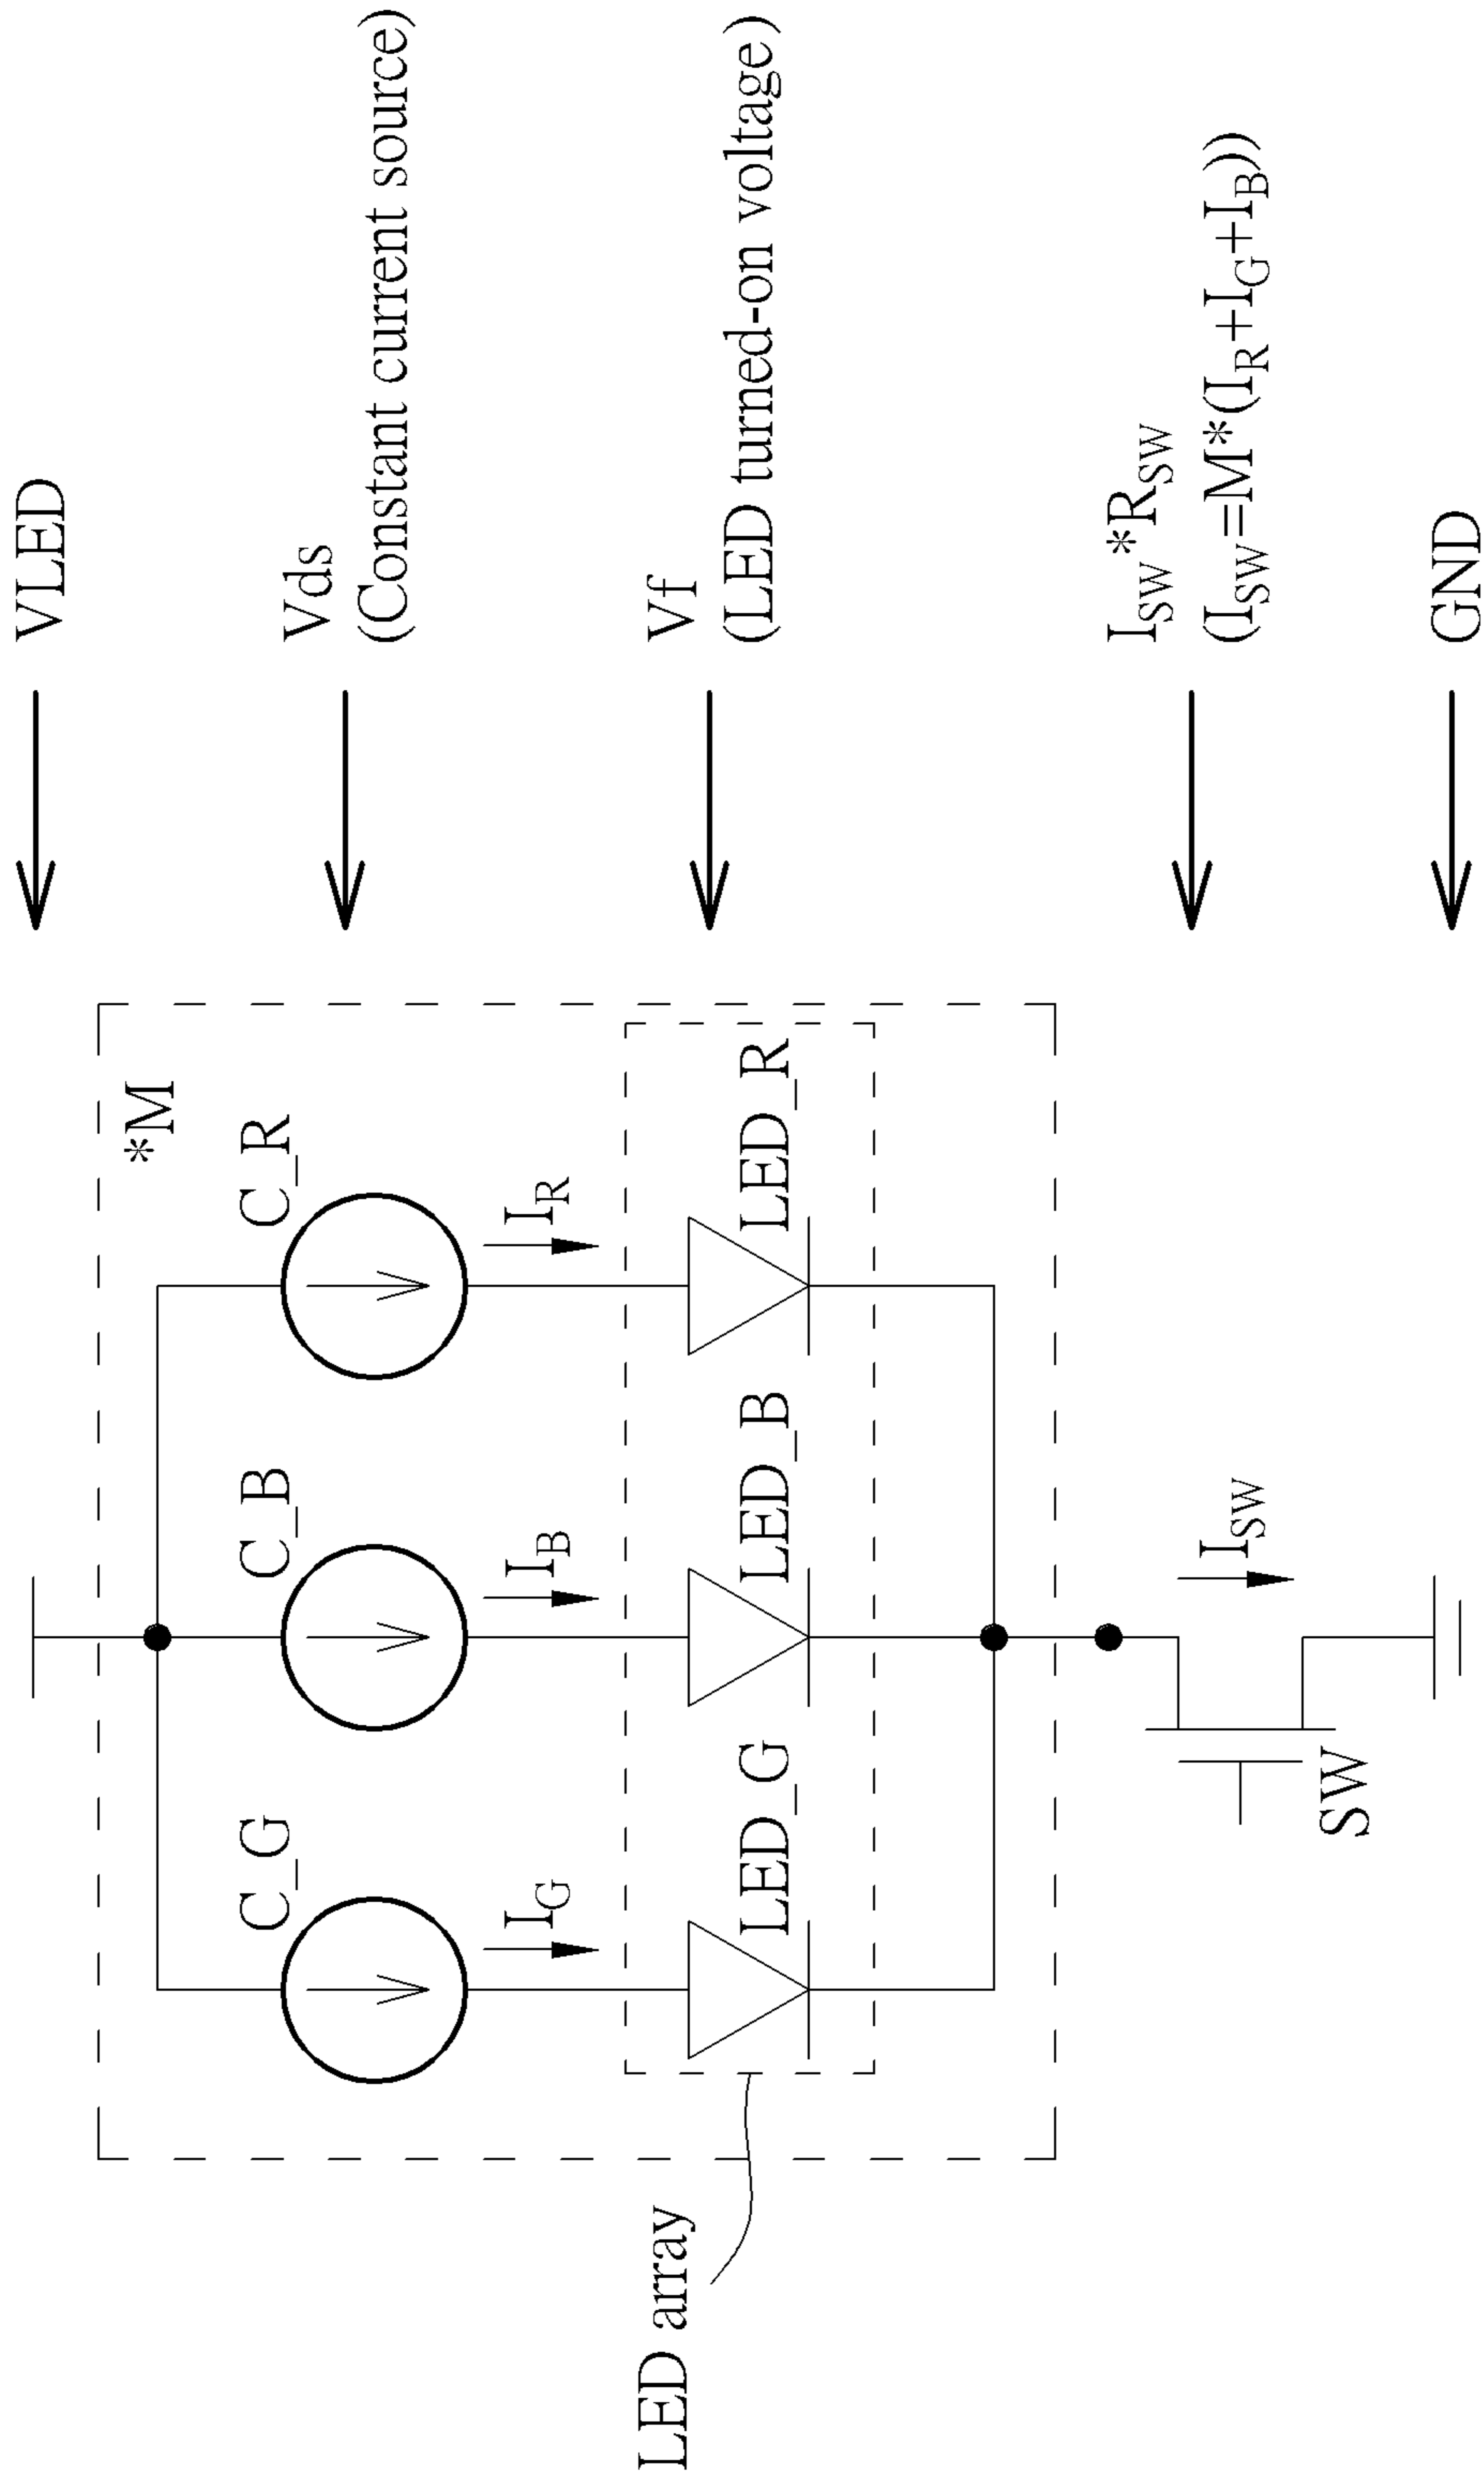 VLED
Vds
(Constant current source)
Vf
(LED turned-on voltage)
I_SW*R_SW
(I_SW=M*(I_R+I_G+I_B))
GND
*M
C_G
C_B
C_R
I_G
I_B
I_R
LED_G
LED_B
LED_R
LED array
I_SW
SW